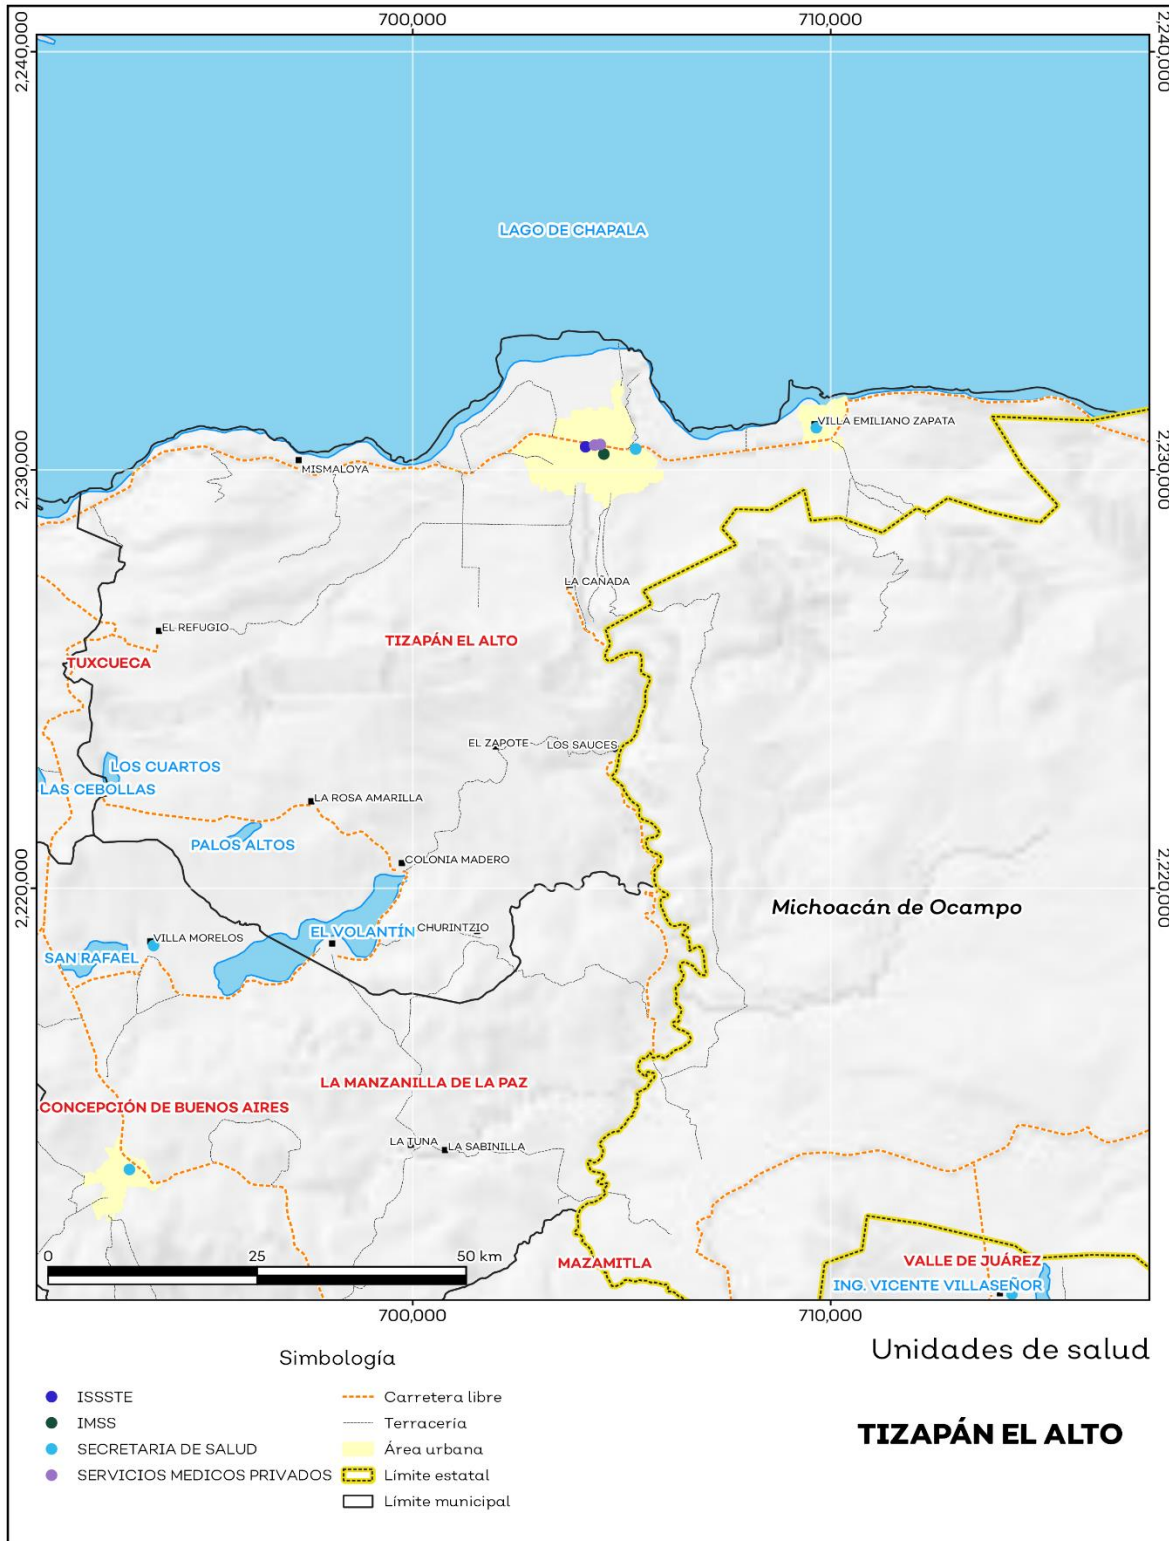 700,000
710,000
2,240,000
2,240,000
LAGO DE CHAPALA
VILLA EMILIANO ZAPATA
2,230,000
2,230,000
MISMALOYA
LA CAÑADA
EL REFUGIO
TIZAPÁN EL ALTO
TUXCUECA
EL ZAPOTE
LOS SAUCES
LOS CUARTOS
LAS CEBOLLAS
LA ROSA AMARILLA
PALOS ALTOS
COLONIA MADERO
2,220,000
2,220,000
Michoacán de Ocampo
CHURINTZIO
EL VOLANTÍN
VILLA MORELOS
SAN RAFAEL
LA MANZANILLA DE LA PAZ
CONCEPCIÓN DE BUENOS AIRES
LA TUNA
LA SABINILLA
0
25
50 km
MAZAMITLA
VALLE DE JUÁREZ
ING. VICENTE VILLASEÑOR
700,000
710,000
Unidades de salud
TIZAPÁN EL ALTO
Simbología
ISSSTE
IMSS
SECRETARIA DE SALUD
SERVICIOS MEDICOS PRIVADOS
Carretera libre
Terracería
Área urbana
Límite estatal
Límite municipal